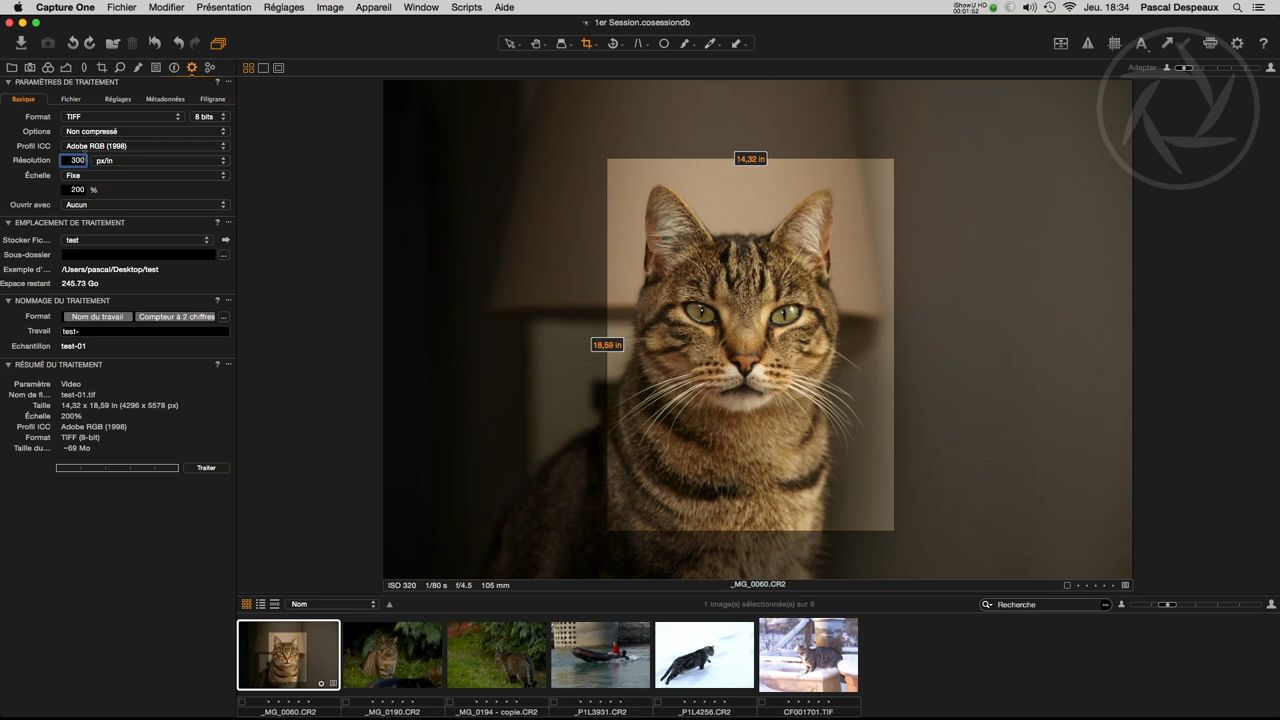 Capture One Fichier Modifier Présentation Réglages Image Appareil Window Scripts Aide iShowU HD 00:01:52 Jeu. 18:34 Pascal Despeaux
1er Session.cosessiondb
Adapter
PARAMÈTRES DE TRAITEMENT ? ...
Basique Fichier Réglages Métadonnées Filigrane
Format TIFF 8 bits
Options Non compressé
Profil ICC Adobe RGB (1998)
Résolution 300 px/in
Échelle Fixe
200 %
Ouvrir avec Aucun
EMPLACEMENT DE TRAITEMENT ? ...
Stocker Fic... test
Sous-dossier ...
Exemple d'... /Users/pascal/Desktop/test
Espace restant 245.73 Go
NOMMAGE DU TRAITEMENT ? ...
Format Nom du travail Compteur à 2 chiffres ...
Travail test-
Echantillon test-01
RÉSUMÉ DU TRAITEMENT ? ...
Paramètre Video
Nom de fi... test-01.tif
Taille 14,32 x 18,59 in (4296 x 5578 px)
Échelle 200%
Profil ICC Adobe RGB (1998)
Format TIFF (8-bit)
Taille du... ~69 Mo
Traiter
14,32 in
18,59 in
ISO 320 1/80 s f/4.5 105 mm _MG_0060.CR2
Nom 1 image(s) sélectionnée(s) sur 6 Recherche
_MG_0060.CR2 _MG_0190.CR2 _MG_0194 - copie.CR2 _P1L3931.CR2 _P1L4256.CR2 CF001701.TIF